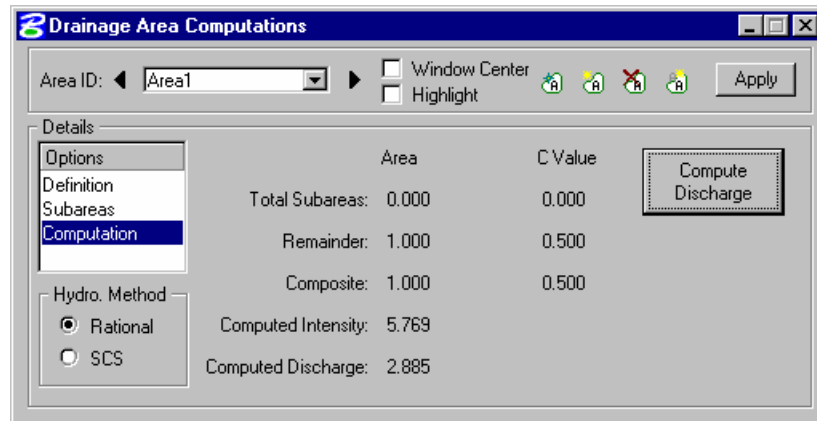 Drainage Area Computations
Area ID: Area1
Window Center
Highlight
Apply
Details
Options
Definition
Subareas
Computation
Hydro. Method
Rational
SCS
Area C Value
Total Subareas: 0.000 0.000
Remainder: 1.000 0.500
Composite: 1.000 0.500
Computed Intensity: 5.769
Computed Discharge: 2.885
Compute
Discharge